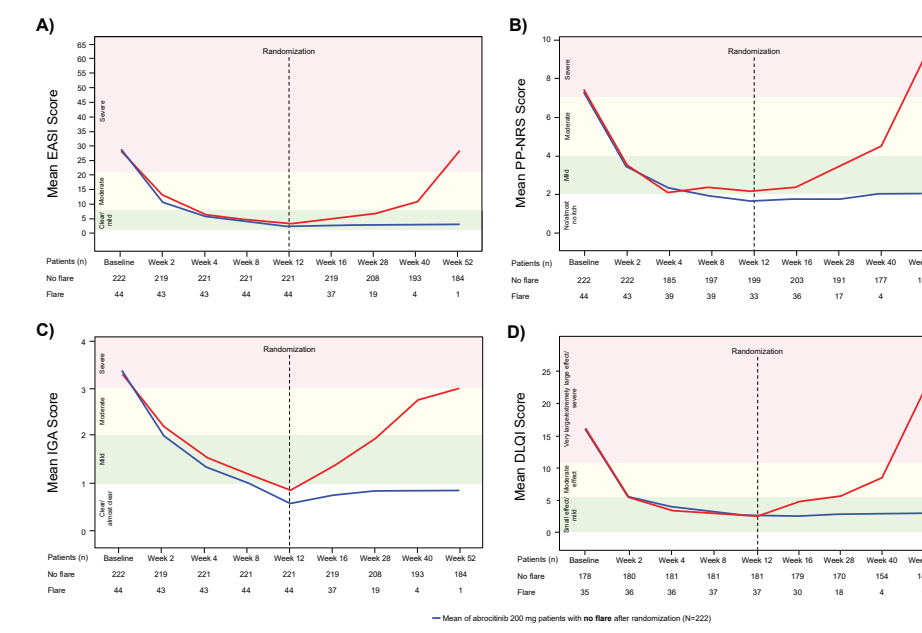 A)
Mean EASI Score
65
60
55
50
45
40
35
30
25
20
15
10
5
0
Severe
Moderate
Clear/
mild
Randomization
Patients (n) Baseline Week 2 Week 4 Week 8 Week 12 Week 16 Week 28 Week 40 Week 52
No flare 222 219 221 221 221 219 208 193 184
Flare 44 43 43 44 44 37 19 4 1
B)
Mean PP-NRS Score
10
8
6
4
2
0
Severe
Moderate
Mild
No/almost
no itch
Randomization
Patients (n) Baseline Week 2 Week 4 Week 8 Week 12 Week 16 Week 28 Week 40
No flare 222 222 185 197 199 203 191 177
Flare 44 43 39 39 33 36 17 4
C)
Mean IGA Score
4
3
2
1
0
Severe
Moderate
Mild
Clear/
almost clear
Randomization
Patients (n) Baseline Week 2 Week 4 Week 8 Week 12 Week 16 Week 28 Week 40 Week 52
No flare 222 219 221 221 221 219 208 193 184
Flare 44 43 43 44 44 37 19 4 1
D)
Mean DLQI Score
25
20
15
10
5
0
Very large/extremely large effect/
severe
Moderate
effect
Small effect/
mild
Randomization
Patients (n) Baseline Week 2 Week 4 Week 8 Week 12 Week 16 Week 28 Week 40
No flare 178 180 181 181 181 179 170 154
Flare 35 36 36 37 37 30 18 4
Mean of abrocitinib 200 mg patients with no flare after randomization (N=222)